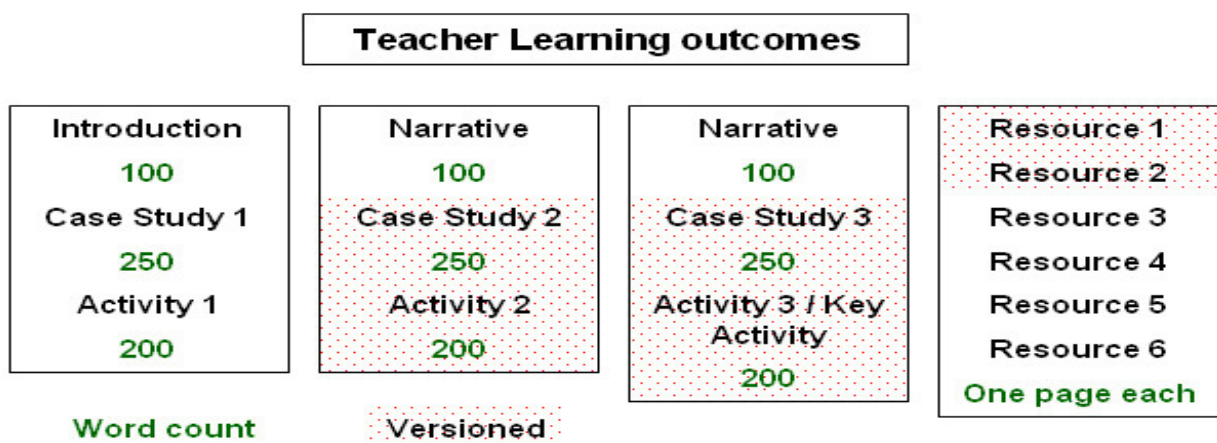 Teacher Learning outcomes
Introduction
100
Case Study 1
250
Activity 1
200
Narrative
100
Case Study 2
250
Activity 2
200
Narrative
100
Case Study 3
250
Activity 3 / Key
Activity
200
Resource 1
Resource 2
Resource 3
Resource 4
Resource 5
Resource 6
One page each
Word count
Versioned